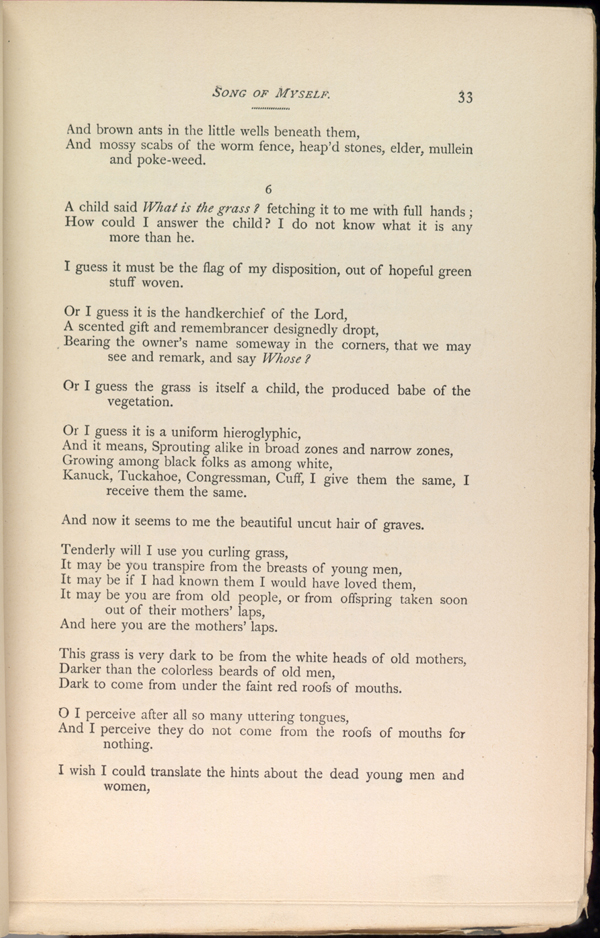 SONG OF MYSELF. 33
And brown ants in the little wells beneath them,
And mossy scabs of the worm fence, heap'd stones, elder, mullein
and poke-weed.
6
A child said What is the grass? fetching it to me with full hands;
How could I answer the child? I do not know what it is any
more than he.
I guess it must be the flag of my disposition, out of hopeful green
stuff woven.
Or I guess it is the handkerchief of the Lord,
A scented gift and remembrancer designedly dropt,
Bearing the owner's name someway in the corners, that we may
see and remark, and say Whose?
Or I guess the grass is itself a child, the produced babe of the
vegetation.
Or I guess it is a uniform hieroglyphic,
And it means, Sprouting alike in broad zones and narrow zones,
Growing among black folks as among white,
Kanuck, Tuckahoe, Congressman, Cuff, I give them the same, I
receive them the same.
And now it seems to me the beautiful uncut hair of graves.
Tenderly will I use you curling grass,
It may be you transpire from the breasts of young men,
It may be if I had known them I would have loved them,
It may be you are from old people, or from offspring taken soon
out of their mothers' laps,
And here you are the mothers' laps.
This grass is very dark to be from the white heads of old mothers,
Darker than the colorless beards of old men,
Dark to come from under the faint red roofs of mouths.
O I perceive after all so many uttering tongues,
And I perceive they do not come from the roofs of mouths for
nothing.
I wish I could translate the hints about the dead young men and
women,